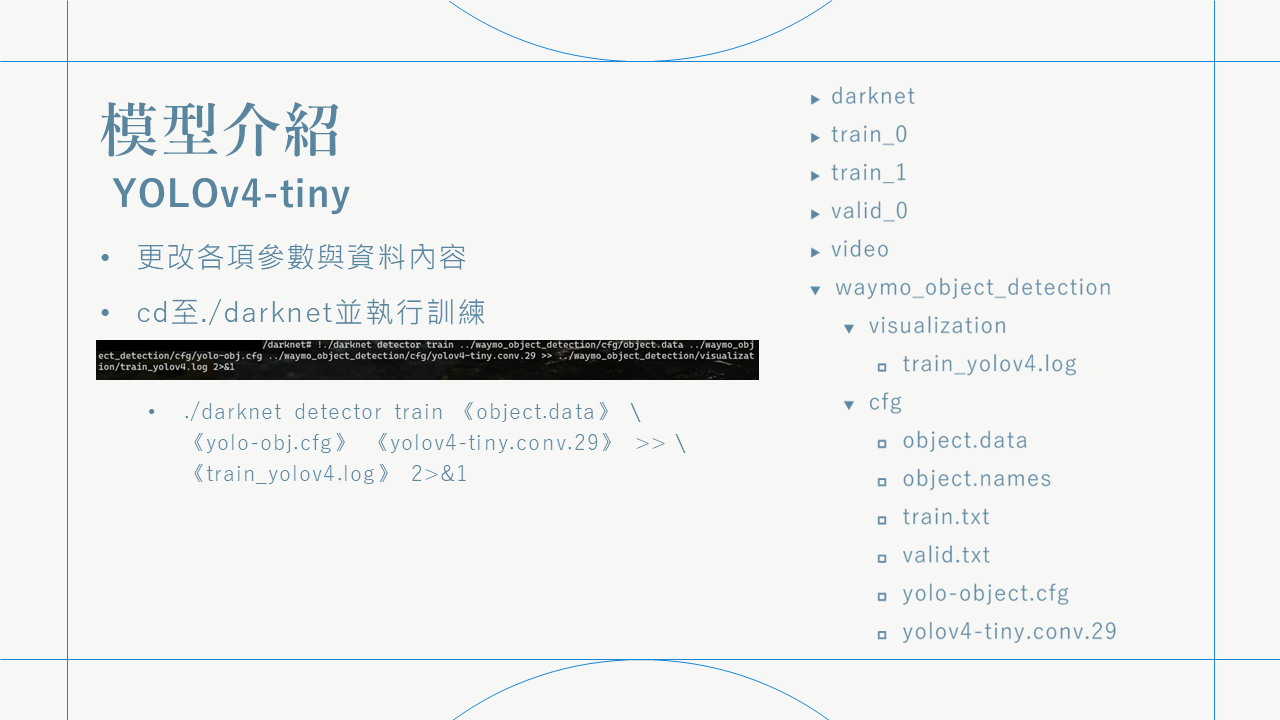 模型介紹
YOLOv4-tiny
• 更改各項參數與資料內容
• cd至./darknet並執行訓練
/darknet# !./darknet detector train ../waymo_object_detection/cfg/object.data ../waymo_obj
ect_detection/cfg/yolo-obj.cfg ../waymo_object_detection/cfg/yolov4-tiny.conv.29 >> ../waymo_object_detection/visualizat
ion/train_yolov4.log 2>&1
• ./darknet detector train 《object.data》 \
《yolo-obj.cfg》 《yolov4-tiny.conv.29》 >> \
《train_yolov4.log》 2>&1
darknet
train_0
train_1
valid_0
video
waymo_object_detection
visualization
train_yolov4.log
cfg
object.data
object.names
train.txt
valid.txt
yolo-object.cfg
yolov4-tiny.conv.29